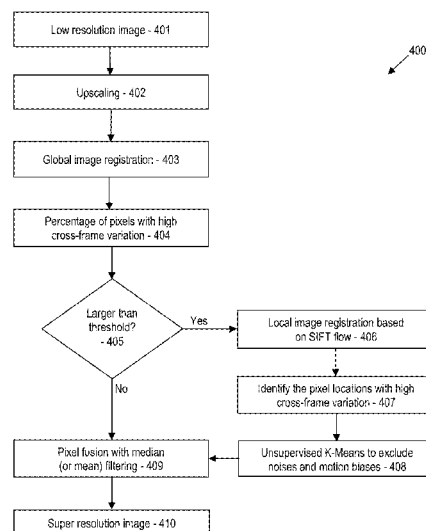 Low resolution image - 401
400
Upscaling - 402
Global image registration - 403
Percentage of pixels with high
cross-frame variation - 404
Larger than
threshold?
- 405
Yes
Local image registration based
on SIFT flow - 406
No
Identify the pixel locations with high
cross-frame variation - 407
Pixel fusion with median
(or mean) filtering - 409
Unsupervised K-Means to exclude
noises and motion biases - 408
Super resolution image - 410